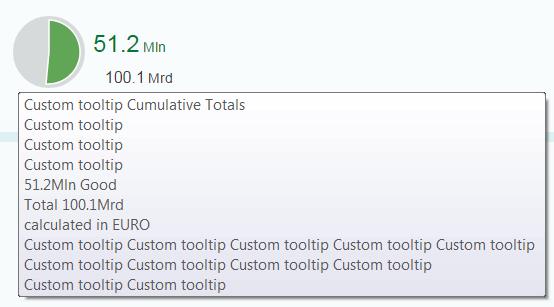 51.2 Mln
100.1 Mrd
Custom tooltip Cumulative Totals
Custom tooltip
Custom tooltip
Custom tooltip
51.2Mln Good
Total 100.1Mrd
calculated in EURO
Custom tooltip Custom tooltip Custom tooltip Custom tooltip Custom tooltip
Custom tooltip Custom tooltip Custom tooltip Custom tooltip
Custom tooltip Custom tooltip